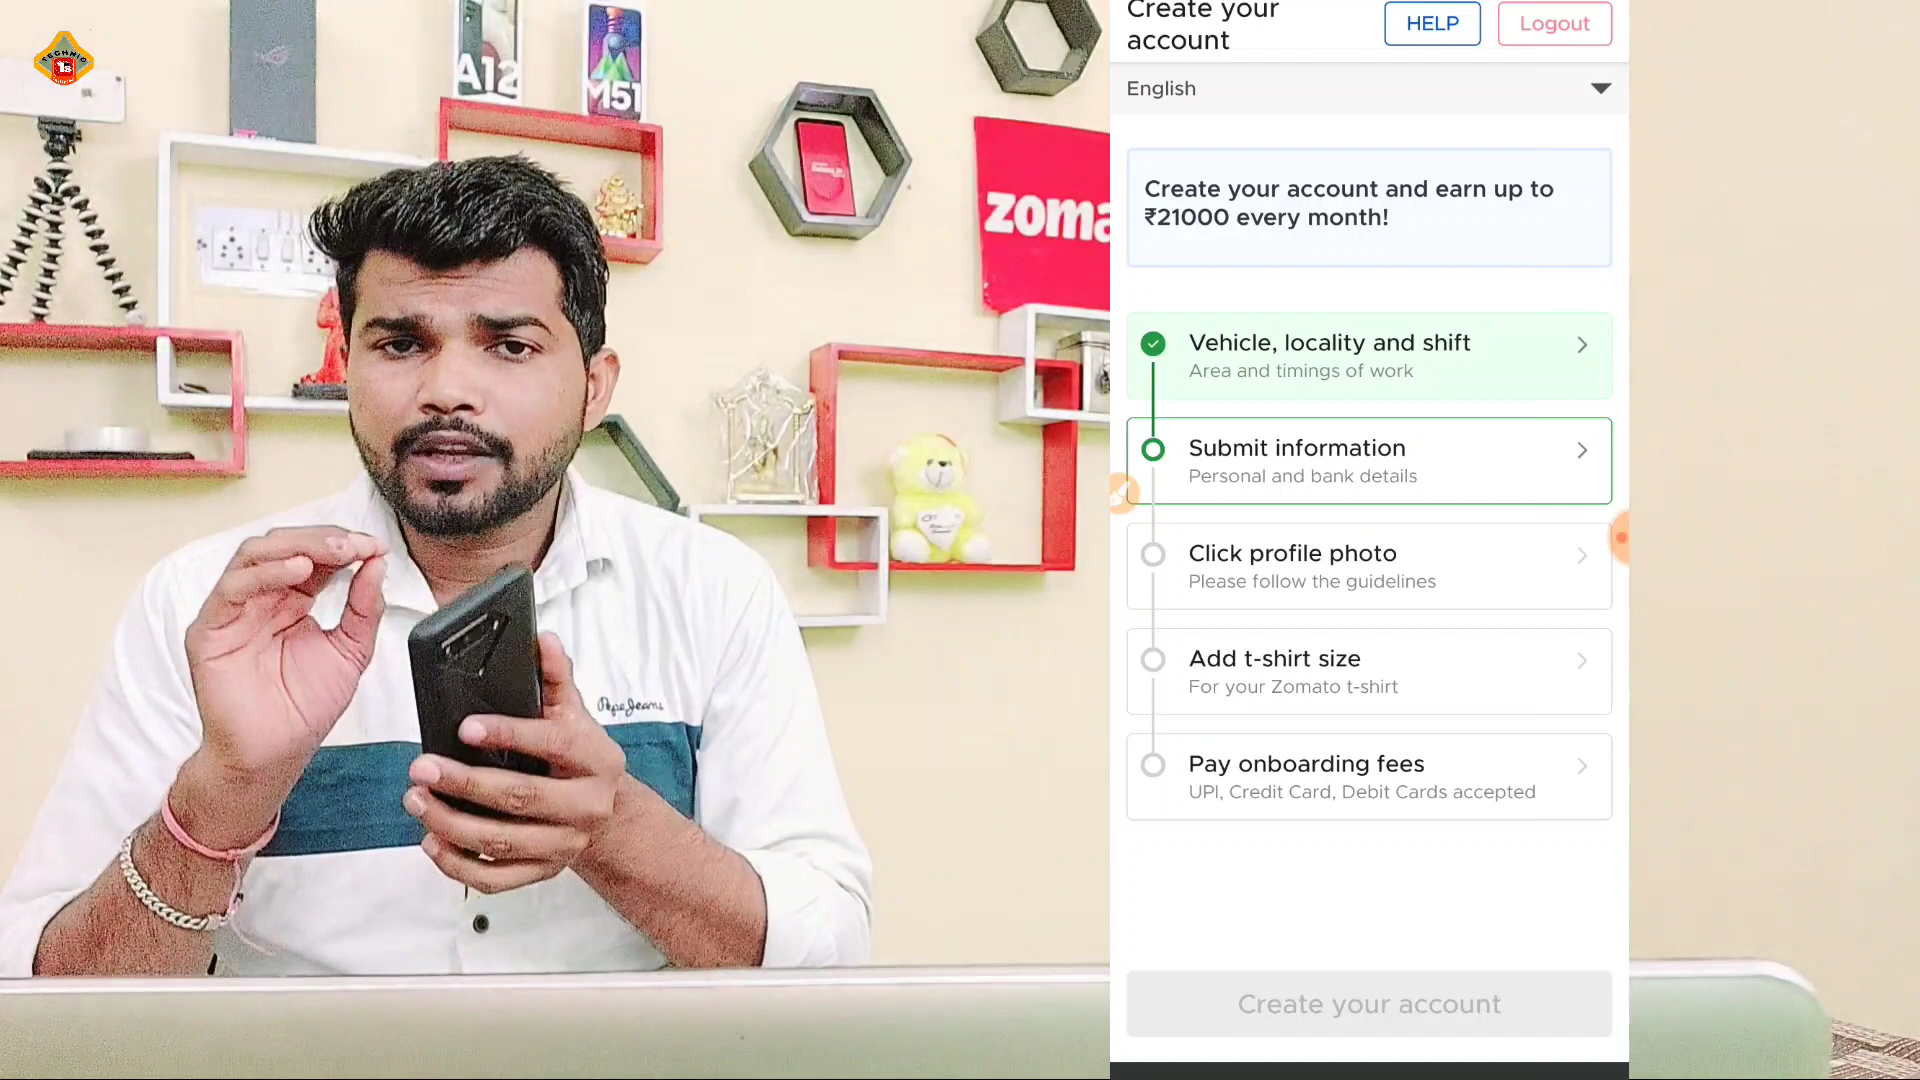 TECHNIC
A12
M51
zoma
Pepe Jeans
Create your
account
HELP
Logout
English
Create your account and earn up to
₹21000 every month!
Vehicle, locality and shift
Area and timings of work
Submit information
Personal and bank details
Click profile photo
Please follow the guidelines
Add t-shirt size
For your Zomato t-shirt
Pay onboarding fees
UPI, Credit Card, Debit Cards accepted
Create your account